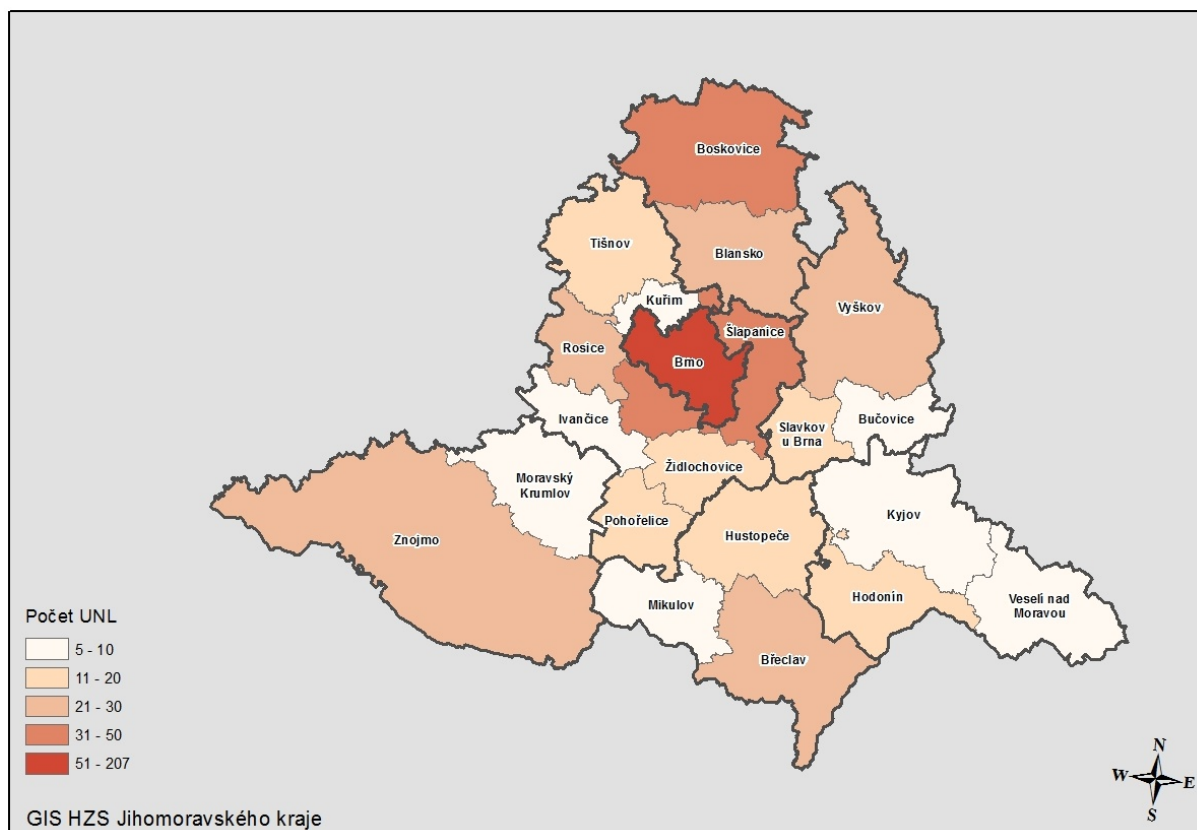 Boskovice
Tišnov
Blansko
Kuřim
Vyškov
Šlapanice
Rosice
Brno
Ivančice
Slavkov
u Brna
Bučovice
Židlochovice
Moravský
Krumlov
Pohořelice
Kyjov
Znojmo
Hustopeče
Mikulov
Hodonín
Veselí nad
Moravou
Břeclav
Počet UNL
5 - 10
11 - 20
21 - 30
31 - 50
51 - 207
N
W
E
S
GIS HZS Jihomoravského kraje